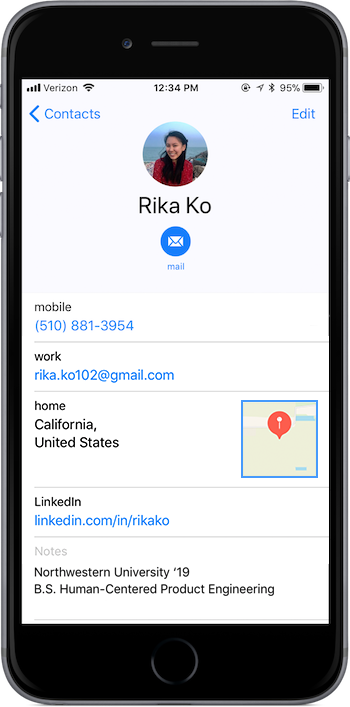 Verizon 12:34 PM 95%
Contacts Edit
Rika Ko
mail
mobile
(510) 881-3954
work
rika.ko102@gmail.com
home
California,
United States
LinkedIn
linkedin.com/in/rikako
Notes
Northwestern University ‘19
B.S. Human-Centered Product Engineering